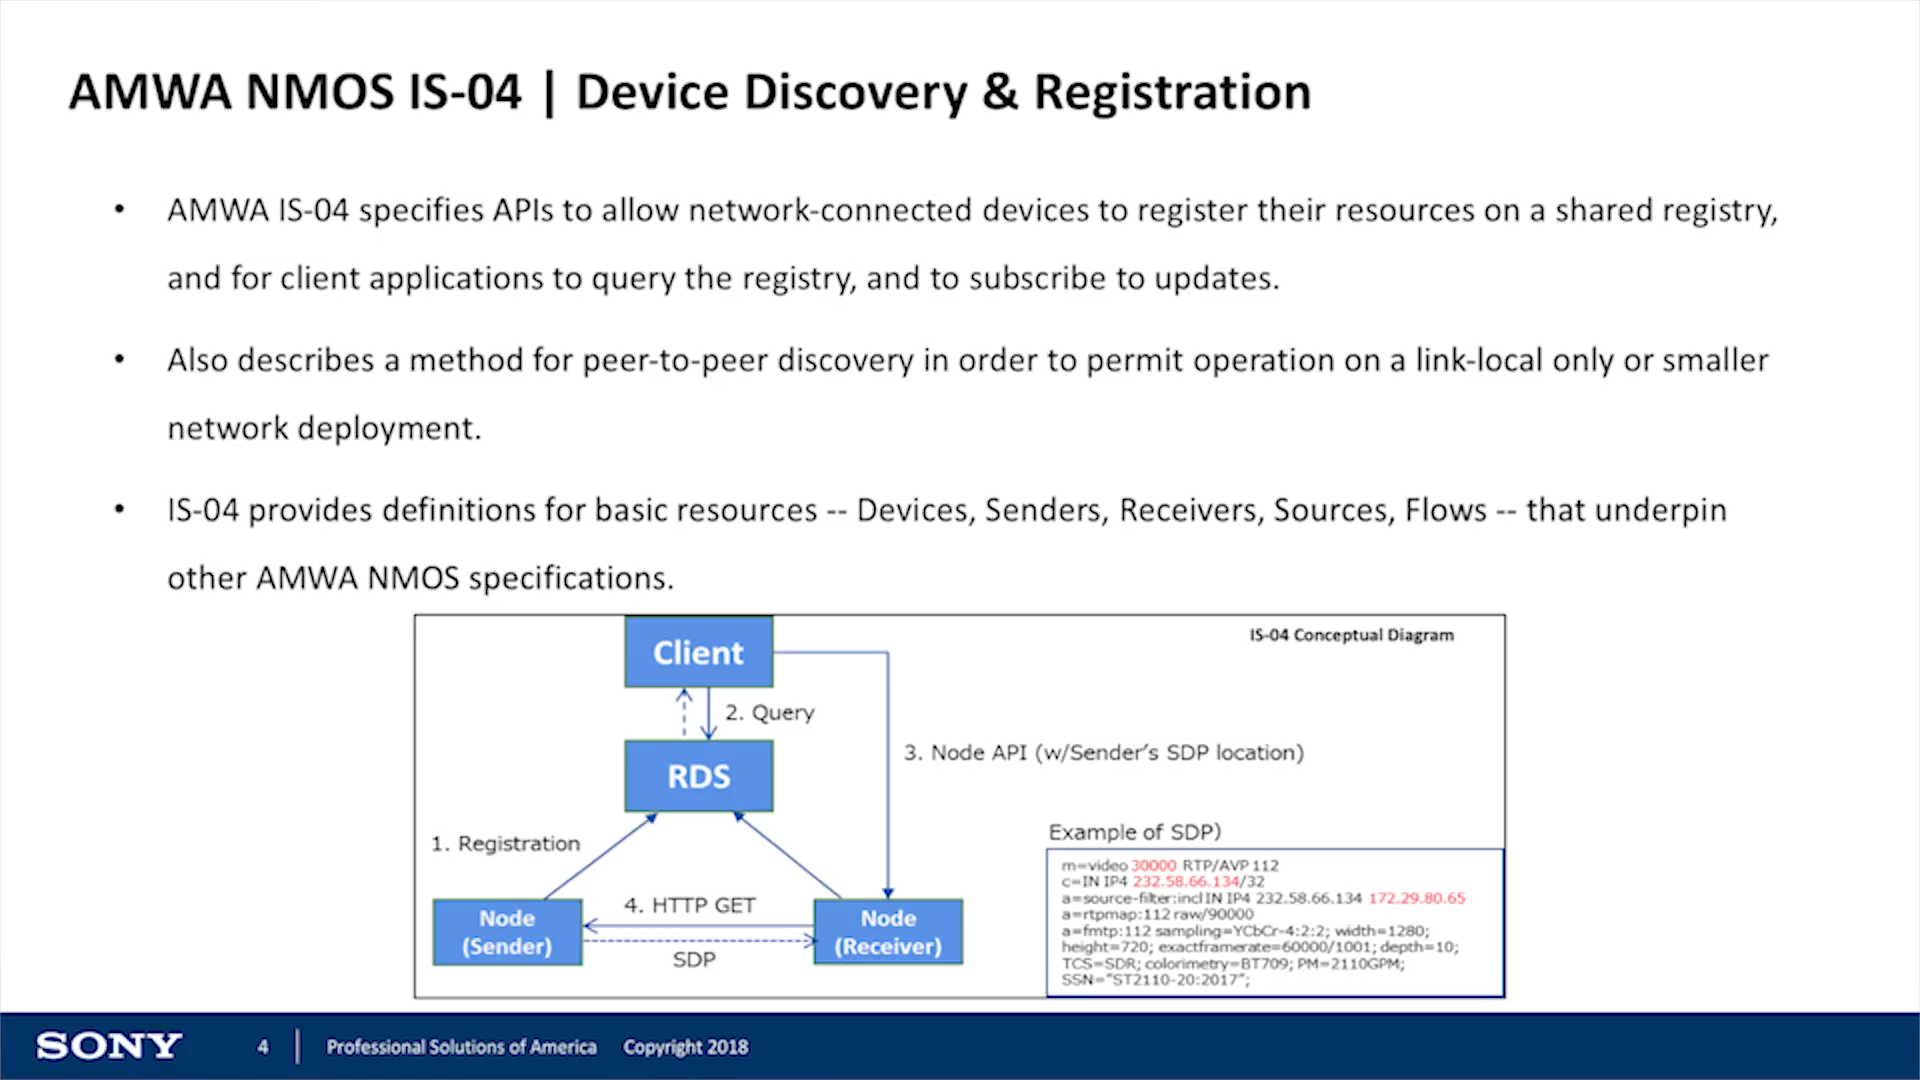 AMWA NMOS IS-04 | Device Discovery & Registration
• AMWA IS-04 specifies APIs to allow network-connected devices to register their resources on a shared registry,
and for client applications to query the registry, and to subscribe to updates.
• Also describes a method for peer-to-peer discovery in order to permit operation on a link-local only or smaller
network deployment.
• IS-04 provides definitions for basic resources -- Devices, Senders, Receivers, Sources, Flows -- that underpin
other AMWA NMOS specifications.
IS-04 Conceptual Diagram
Client
2. Query
3. Node API (w/Sender's SDP location)
RDS
1. Registration
Node
(Sender)
4. HTTP GET
SDP
Node
(Receiver)
Example of SDP)
m=video 30000 RTP/AVP 112
c=IN IP4 232.58.66.134/32
a=source-filter:incl IN IP4 232.58.66.134 172.29.80.65
a=rtpmap:112 raw/90000
a=fmtp:112 sampling=YCbCr-4:2:2; width=1280;
height=720; exactframerate=60000/1001; depth=10;
TCS=SDR; colorimetry=BT709; PM=2110GPM;
SSN="ST2110-20:2017";
SONY
4
Professional Solutions of America Copyright 2018